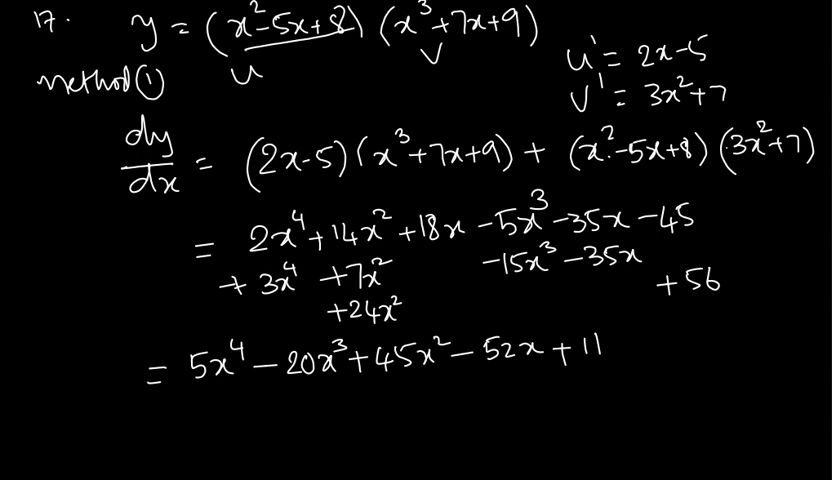 17. y = (x²-5x+8) (x³+7x+9)
u v
method ① u' = 2x-5
v' = 3x²+7
dy/dx = (2x-5)(x³+7x+9) + (x²-5x+8)(3x²+7)
= 2x⁴+14x²+18x -5x³-35x -45
+ 3x⁴ +7x² -15x³ -35x +56
+24x²
= 5x⁴ - 20x³ + 45x² - 52x + 11